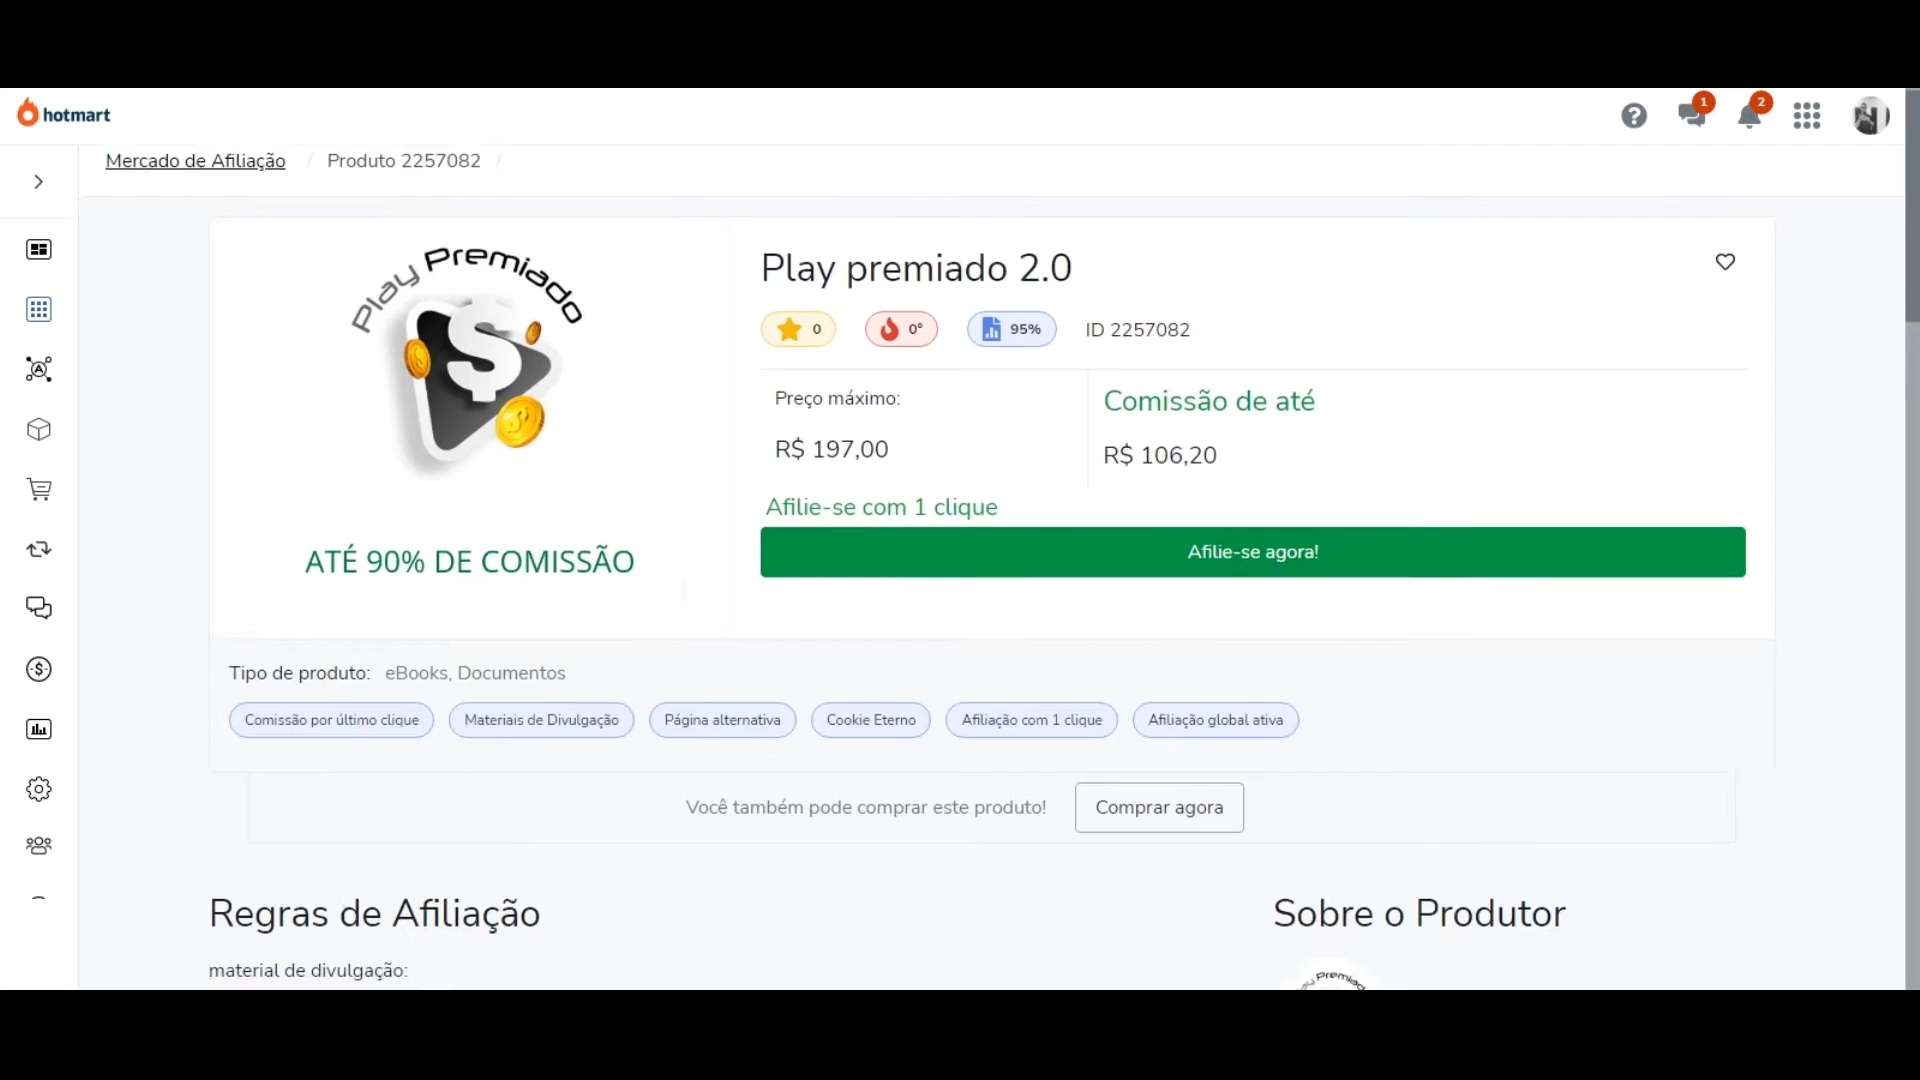 hotmart
1
2
Mercado de Afiliação / Produto 2257082 /
Play Premiado
ATÉ 90% DE COMISSÃO
Play premiado 2.0
0
0°
95%
ID 2257082
Preço máximo:
R$ 197,00
Comissão de até
R$ 106,20
Afilie-se com 1 clique
Afilie-se agora!
Tipo de produto: eBooks, Documentos
Comissão por último clique
Materiais de Divulgação
Página alternativa
Cookie Eterno
Afiliação com 1 clique
Afiliação global ativa
Você também pode comprar este produto!
Comprar agora
Regras de Afiliação
material de divulgação:
Sobre o Produtor